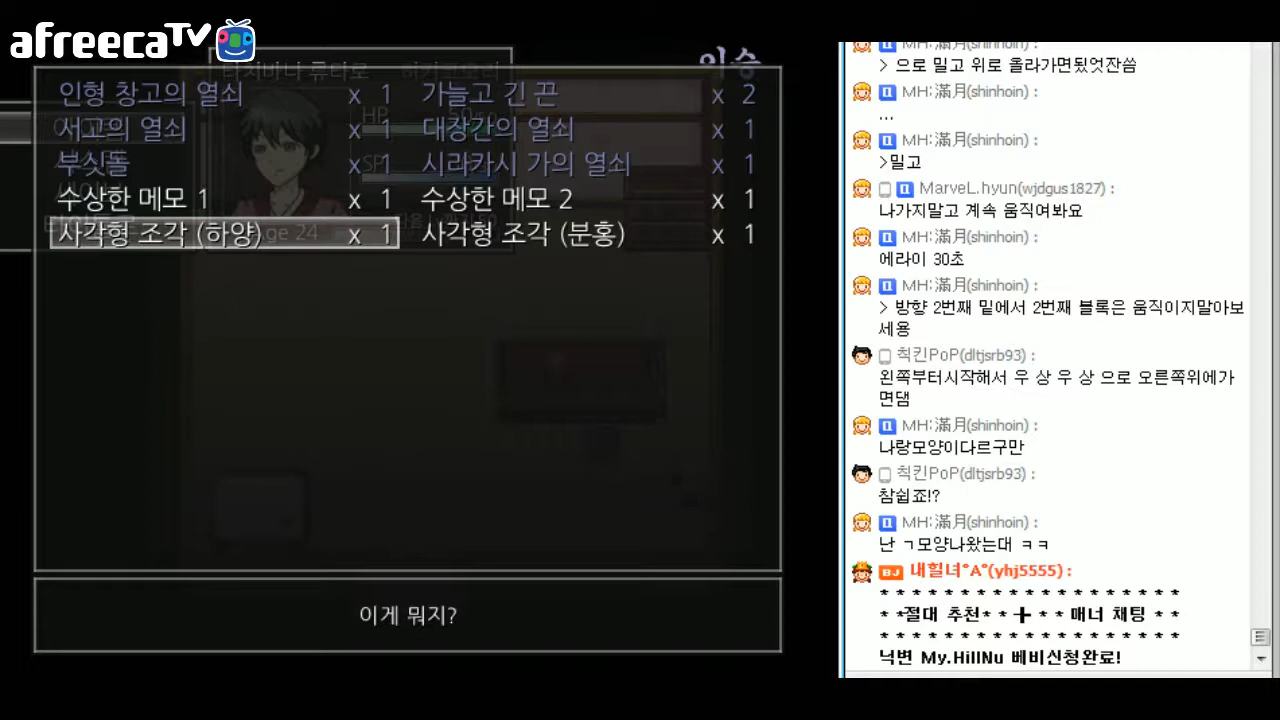 afreecaTV
이승
인형 창고의 열쇠 x 1 가늘고 긴 끈 x 2
서고의 열쇠 x 1 대장간의 열쇠 x 1
부싯돌 x 1 시라카시 가의 열쇠 x 1
수상한 메모 1 x 1 수상한 메모 2 x 1
사각형 조각 (하양) x 1 사각형 조각 (분홍) x 1
이게 뭐지?
MH:滿月(shinhoin) :
> 으로 밀고 위로 올라가면됬엇잔씀
MH:滿月(shinhoin) :
...
MH:滿月(shinhoin) :
>밀고
MarveL.hyun(wjdgus1827) :
나가지말고 계속 움직여봐요
MH:滿月(shinhoin) :
에라이 30초
MH:滿月(shinhoin) :
> 방향 2번째 밑에서 2번째 블록은 움직이지말아보
세용
칙킨PoP(dltjsrb93) :
왼쪽부터시작해서 우 상 우 상 으로 오른쪽위에가
면댐
MH:滿月(shinhoin) :
나랑모양이다르구만
칙킨PoP(dltjsrb93) :
참쉽죠!?
MH:滿月(shinhoin) :
난 ㄱ모양나왔는대 ㅋㅋ
BJ 내힐녀°A°(yhj5555) :
* * * * * * * * * * * * * * * * * * *
* *절대 추천* * ╋ * * 매너 채팅 * *
* * * * * * * * * * * * * * * * * * *
닉변 My.HillNu 베비신청완료!